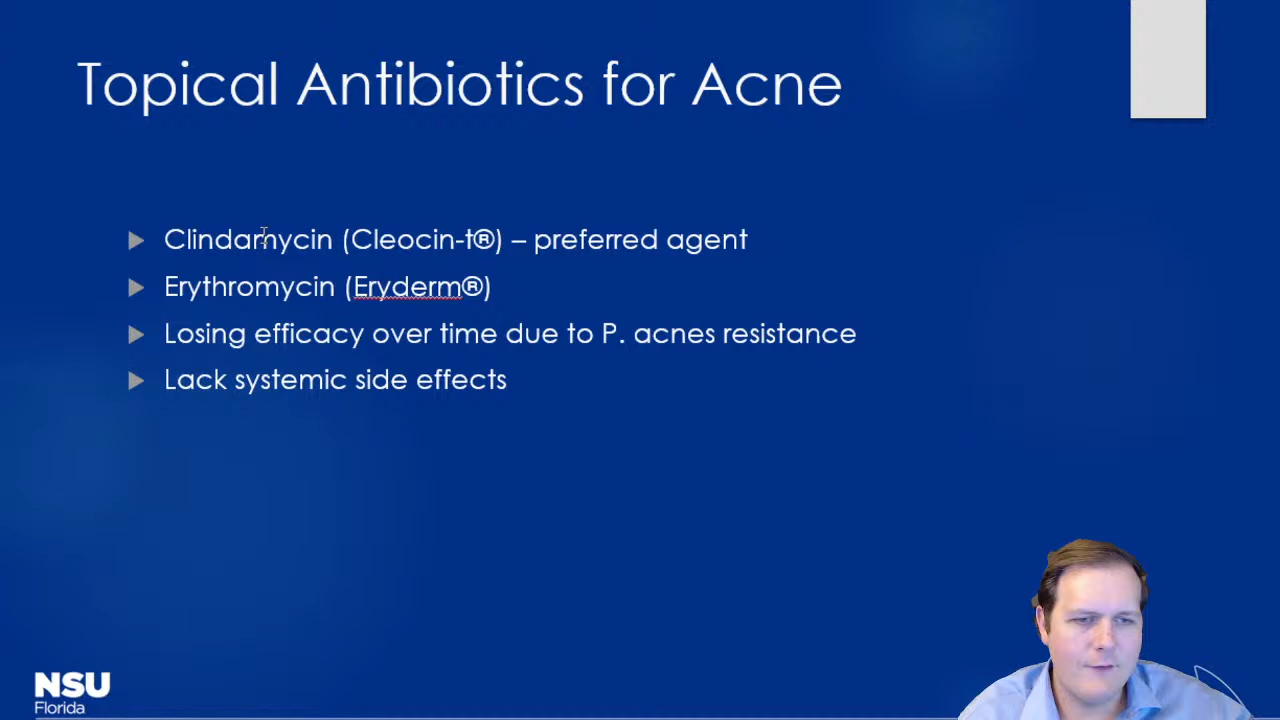 Topical Antibiotics for Acne
Clindamycin (Cleocin-t®) – preferred agent
Erythromycin (Eryderm®)
Losing efficacy over time due to P. acnes resistance
Lack systemic side effects
NSU
Florida